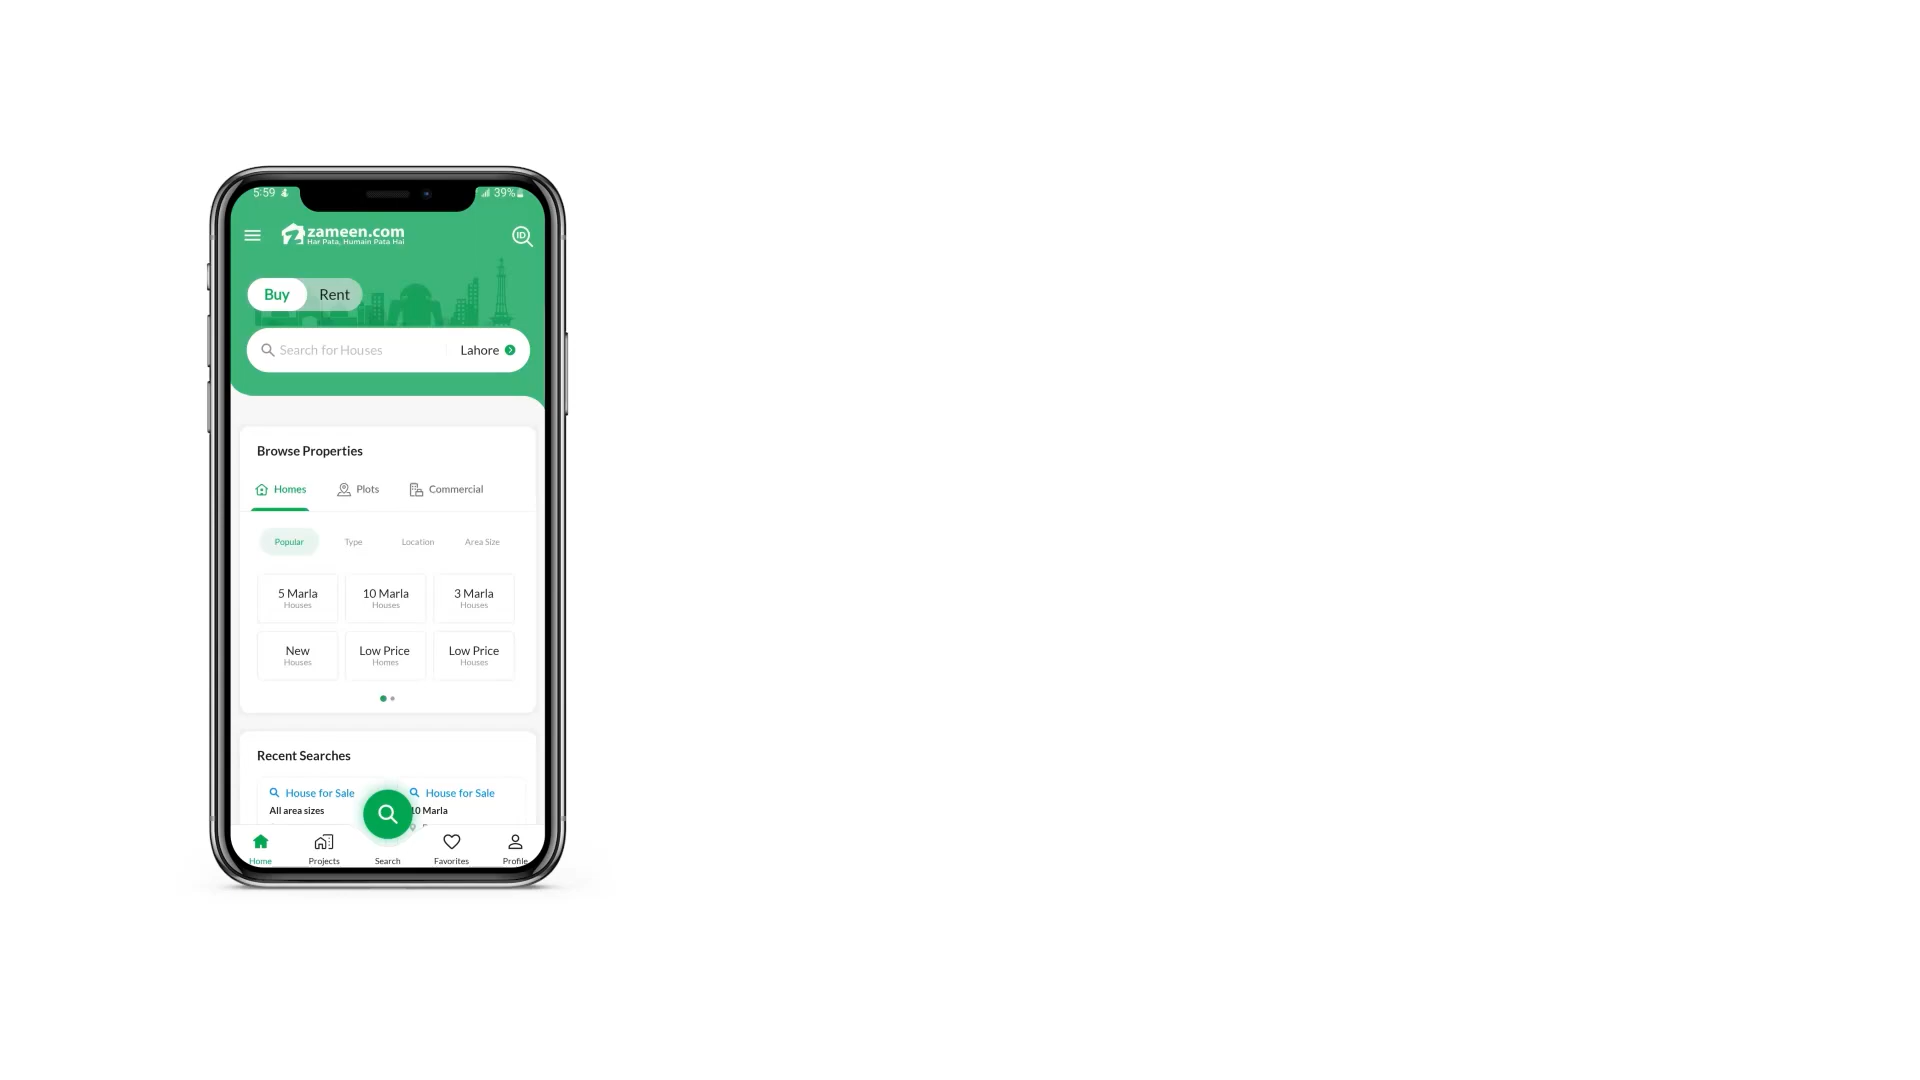 5:59
39%
zameen.com
Har Pata, Humain Pata Hai
ID
Buy Rent
Search for Houses Lahore
Browse Properties
Homes Plots Commercial
Popular Type Location Area Size
5 Marla 10 Marla 3 Marla
Houses Houses Houses
New Low Price Low Price
Houses Homes Houses
Recent Searches
House for Sale House for Sale
All area sizes 10 Marla
Home Projects Search Favorites Profile